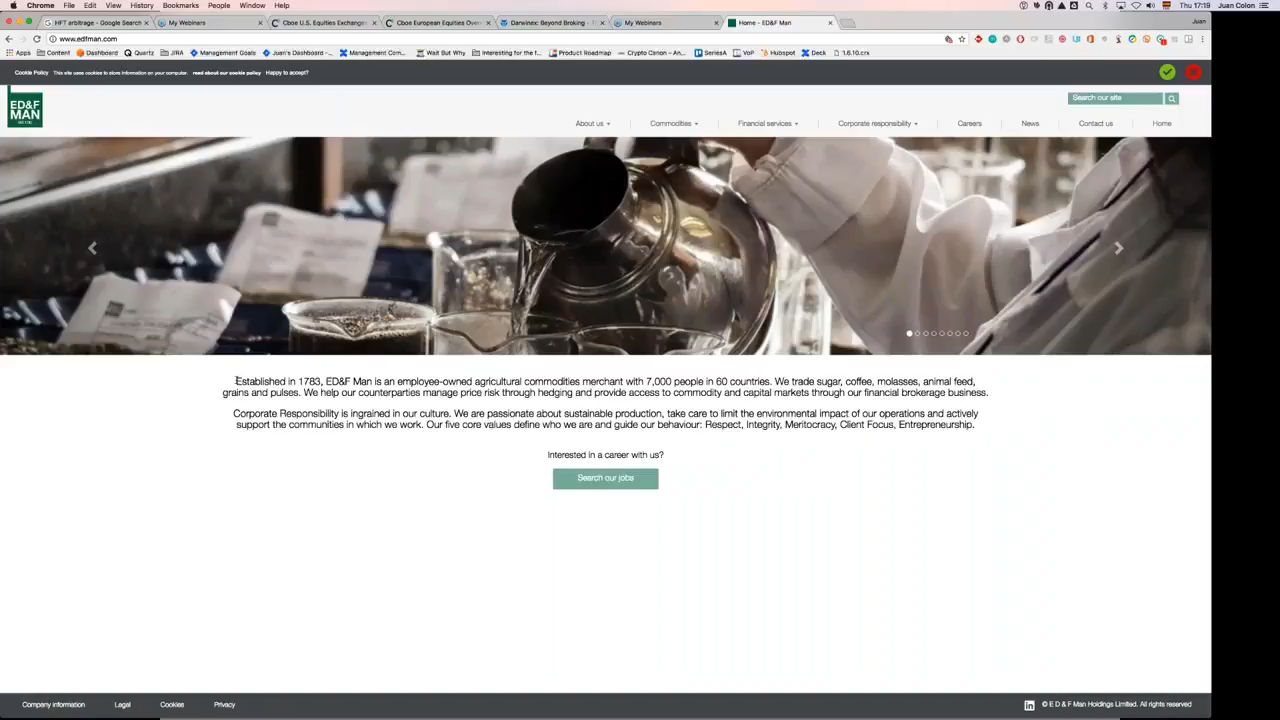 Chrome File Edit View History Bookmarks People Window Help Thu 17:19 Juan Colon
HFT arbitrage - Google Search My Webinars Cboe U.S. Equities Exchange Cboe European Equities Over Darwinex: Beyond Broking - T My Webinars Home - ED&F Man Juan
www.edfman.com
Apps Content Docs Quartz JIRA Management Goals Juan's Dashboard Management Com... Wait But Why Interesting for the f... Product Roadmap Crypto Canon SeriesA VoP Hubspot Deck 1.6.10.crx
Cookie Policy This site uses cookies to store information on your computer. read about our cookie policy Happy to accept?
Search our site
ED&F
MAN
About us Commodities Financial services Corporate responsibility Careers News Contact us Home
Established in 1783, ED&F Man is an employee-owned agricultural commodities merchant with 7,000 people in 60 countries. We trade sugar, coffee, molasses, animal feed,
grains and pulses. We help our counterparties manage price risk through hedging and provide access to commodity and capital markets through our financial brokerage business.
Corporate Responsibility is ingrained in our culture. We are passionate about sustainable production, take care to limit the environmental impact of our operations and actively
support the communities in which we work. Our five core values define who we are and guide our behaviour: Respect, Integrity, Meritocracy, Client Focus, Entrepreneurship.
Interested in a career with us?
Search our jobs
Company information Legal Cookies Privacy © E D & F Man Holdings Limited. All rights reserved